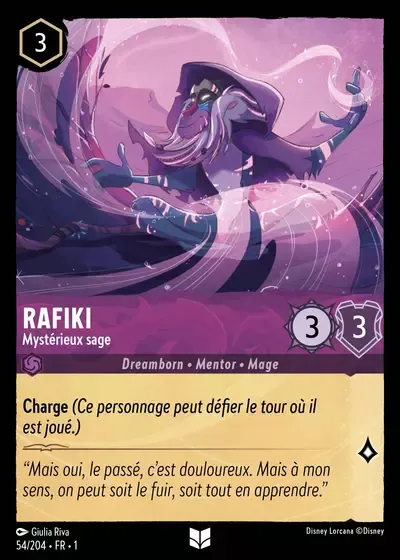 3
RAFIKI
Mystérieux sage
3
3
Dreamborn • Mentor • Mage
Charge (Ce personnage peut défier le tour où il
est joué.)
“Mais oui, le passé, c’est douloureux. Mais à mon
sens, on peut soit le fuir, soit tout en apprendre.”
Giulia Riva
54/204 • FR • 1
Disney Lorcana ©Disney